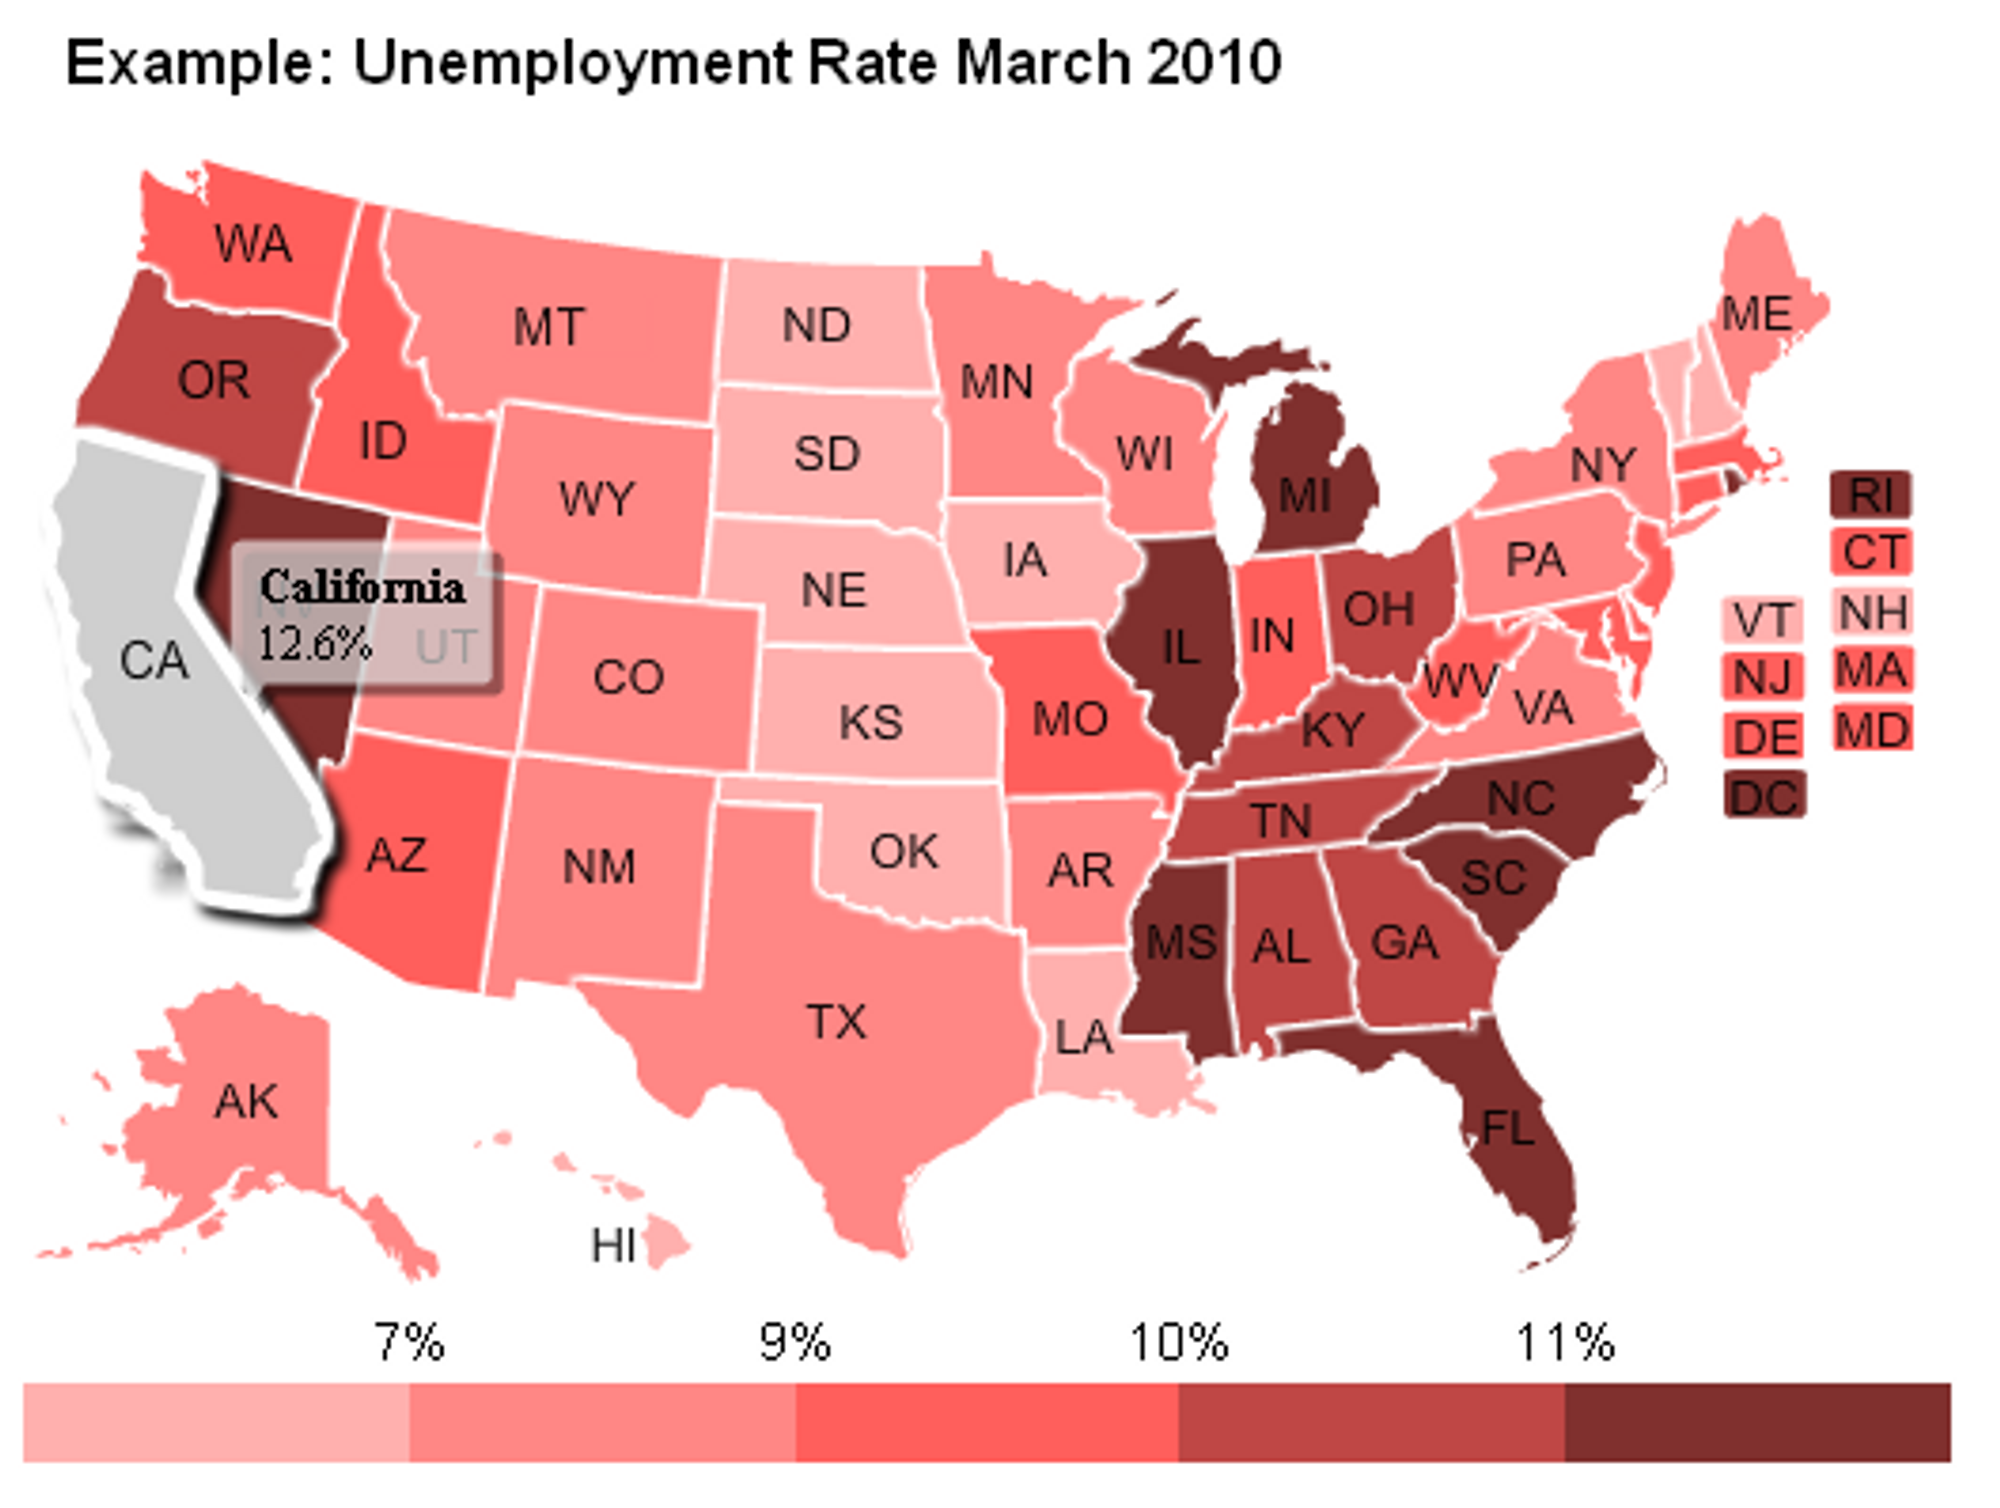 Example: Unemployment Rate March 2010
WA
MT
ND
MN
ME
OR
ID
SD
WI
NY
MI
WY
RI
IA
PA
CT
California
12.6%
NV
UT
NE
OH
VT
NH
IN
IL
CA
CO
WV
VA
NJ
MA
KS
MO
KY
DE
MD
NC
DC
TN
AZ
NM
OK
AR
SC
MS
AL
GA
TX
LA
AK
FL
HI
7% 9% 10% 11%